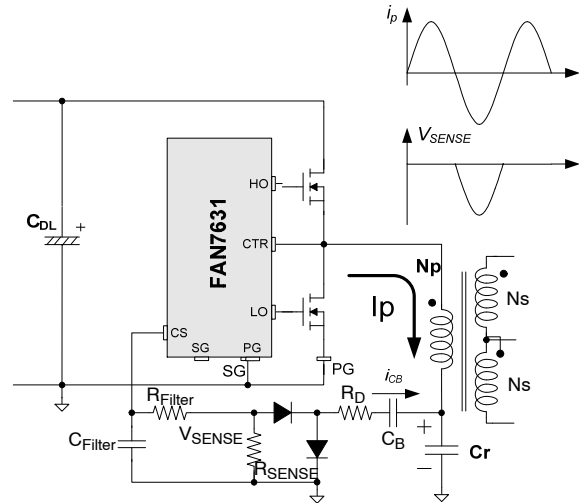 ip
VSENSE
HO
CDL
+
FAN7631
CTR
Np
Ns
Ip
LO
CS
SG
PG
SG
PG
Ns
RFilter
RD
iCB
VSENSE
CB
+
Cr
−
CFilter
RSENSE